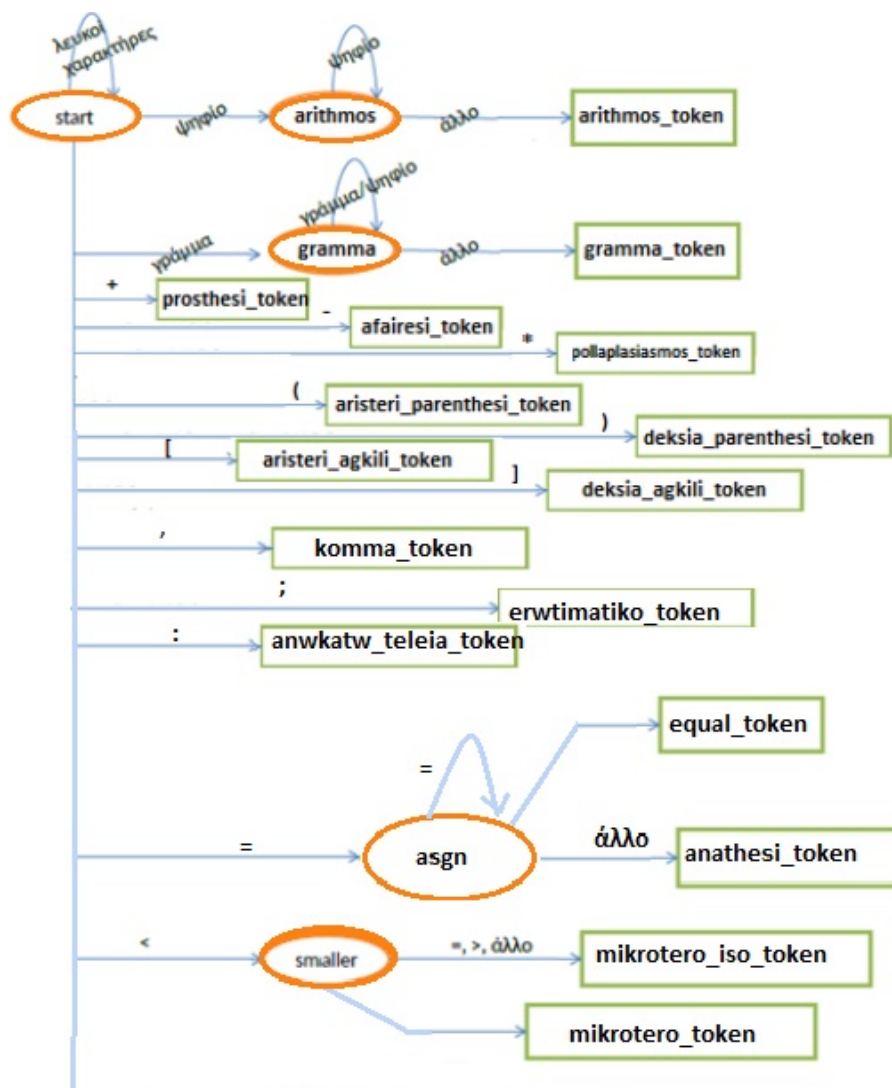 λευκοί
χαρακτήρες
ψηφίο
start
ψηφίο
arithmos
άλλο
arithmos_token
γράμμα/ψηφίο
γράμμα
gramma
άλλο
gramma_token
+
prosthesi_token
-
afairesi_token
*
pollaplasiasmos_token
(
aristeri_parenthesi_token
)
deksia_parenthesi_token
[
aristeri_agkili_token
]
deksia_agkili_token
,
komma_token
;
erwtimatiko_token
:
anwkatw_teleia_token
equal_token
=
=
asgn
άλλο
anathesi_token
<
smaller
=, >, άλλο
mikrotero_iso_token
mikrotero_token